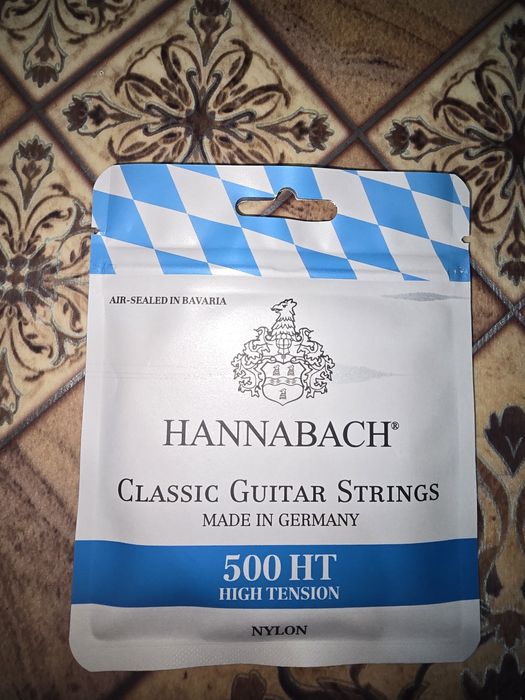 AIR-SEALED IN BAVARIA
HANNABACH®
CLASSIC GUITAR STRINGS
MADE IN GERMANY
500 HT
HIGH TENSION
NYLON